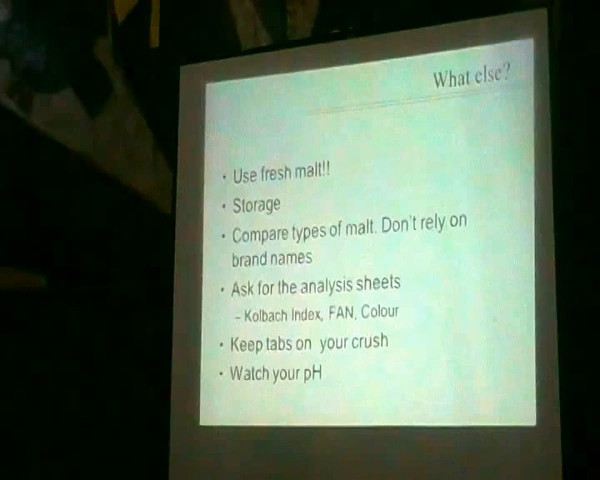 What else?
• Use fresh malt!!
• Storage
• Compare types of malt. Don't rely on
brand names
• Ask for the analysis sheets
– Kolbach Index, FAN, Colour
• Keep tabs on your crush
• Watch your pH